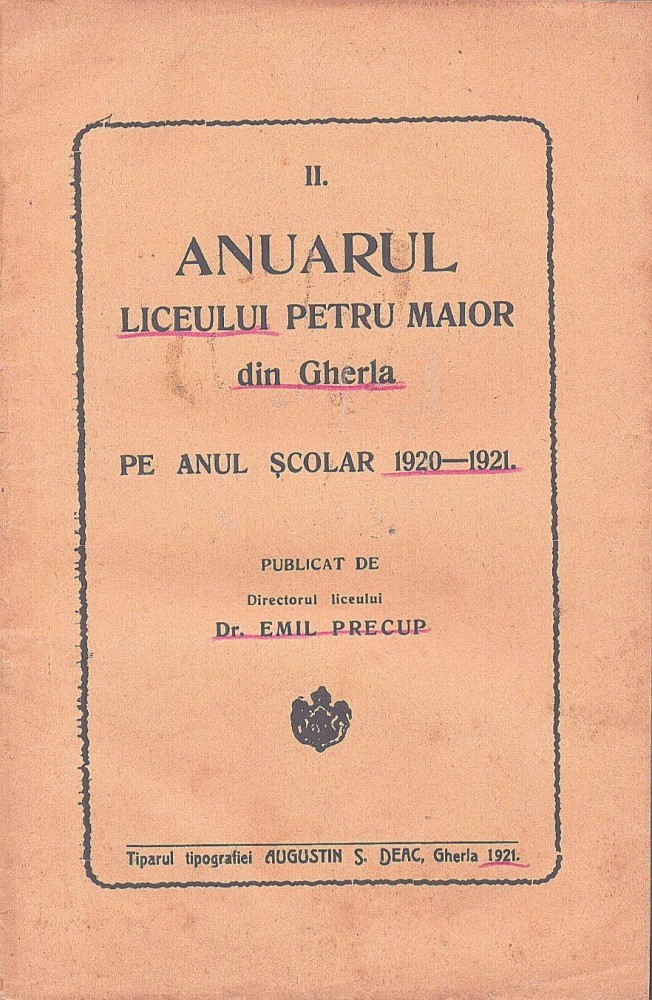 II.
ANUARUL
LICEULUI PETRU MAIOR
din Gherla
PE ANUL ȘCOLAR 1920—1921.
PUBLICAT DE
Directorul liceului
Dr. EMIL PRECUP
Tiparul tipografiei AUGUSTIN S. DEAC, Gherla 1921.